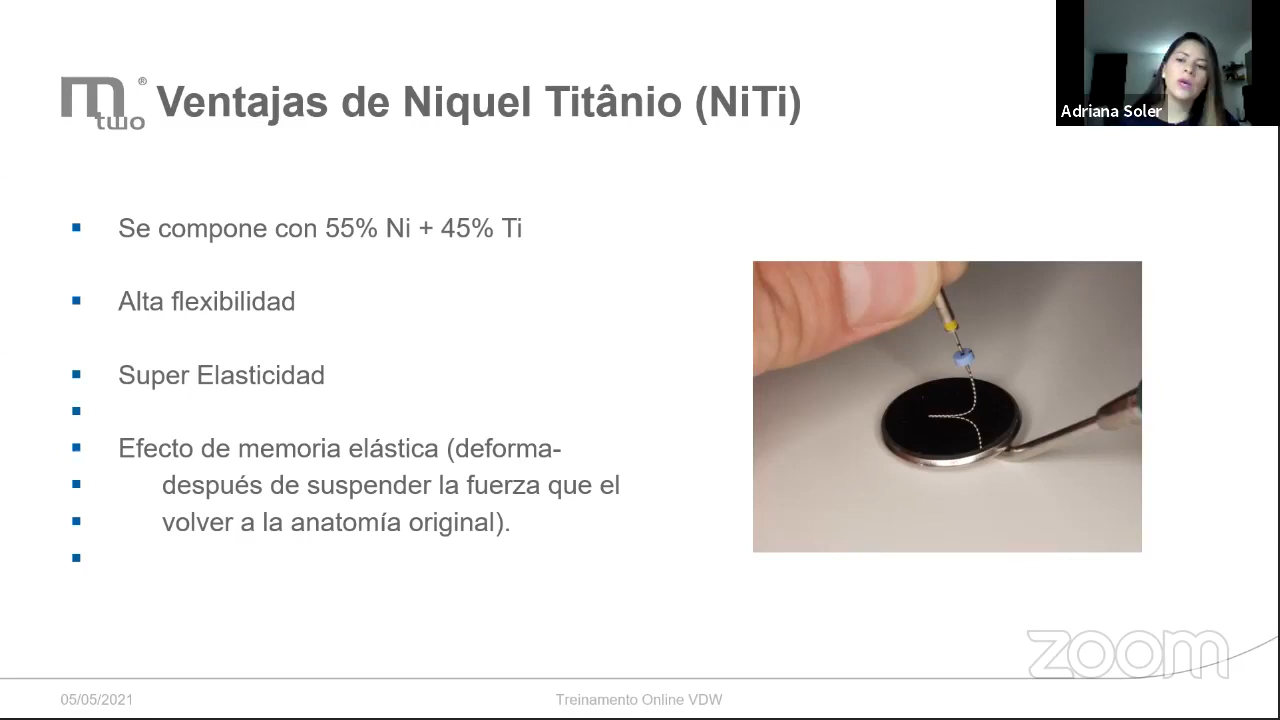 m®
two
Ventajas de Niquel Titânio (NiTi)
Adriana Soler
Se compone con 55% Ni + 45% Ti
Alta flexibilidad
Super Elasticidad
Efecto de memoria elástica (deforma-
después de suspender la fuerza que el
volver a la anatomía original).
zoom
05/05/2021
Treinamento Online VDW